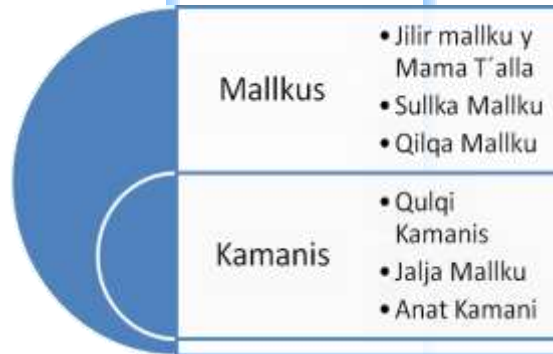 Mallkus
• Jilir mallku y
Mama T´alla
• Sullka Mallku
• Qilqa Mallku
Kamanis
• Qulqi
Kamanis
• Jalja Mallku
• Anat Kamani